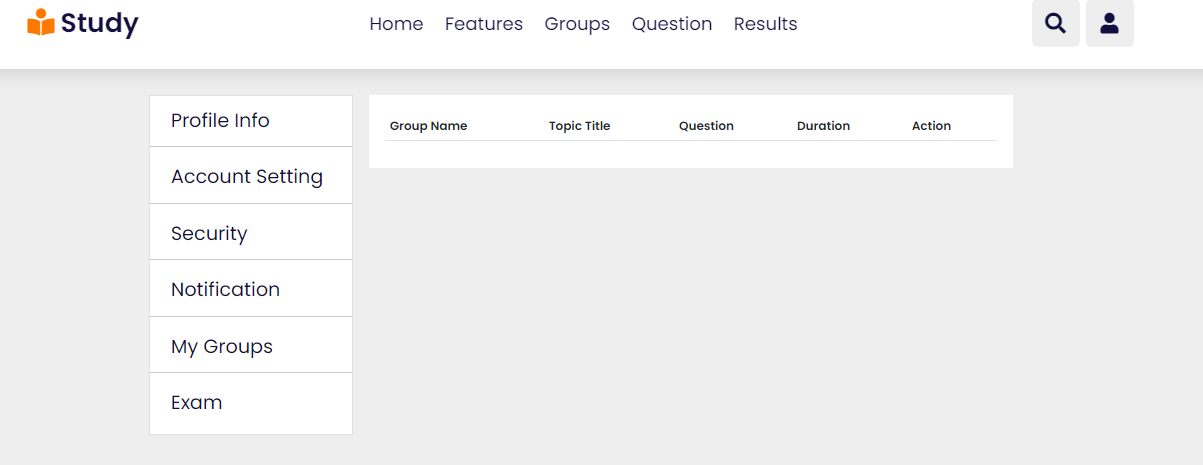 Study
Home Features Groups Question Results
Profile Info
Account Setting
Security
Notification
My Groups
Exam
Group Name Topic Title Question Duration Action